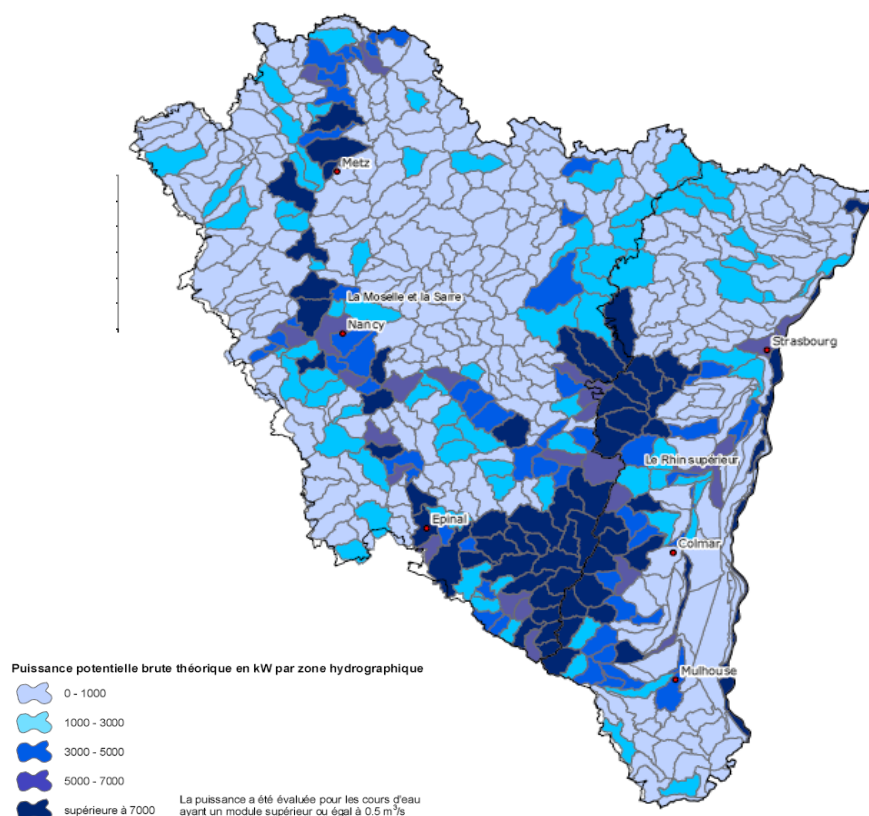 Metz
La Moselle et la Sarre
Nancy
Strasbourg
Le Rhin supérieur
Epinal
Colmar
Mulhouse
Puissance potentielle brute théorique en kW par zone hydrographique
0 - 1000
1000 - 3000
3000 - 5000
5000 - 7000
supérieure à 7000
La puissance a été évaluée pour les cours d'eau
ayant un module supérieur ou égal à 0.5 m³/s